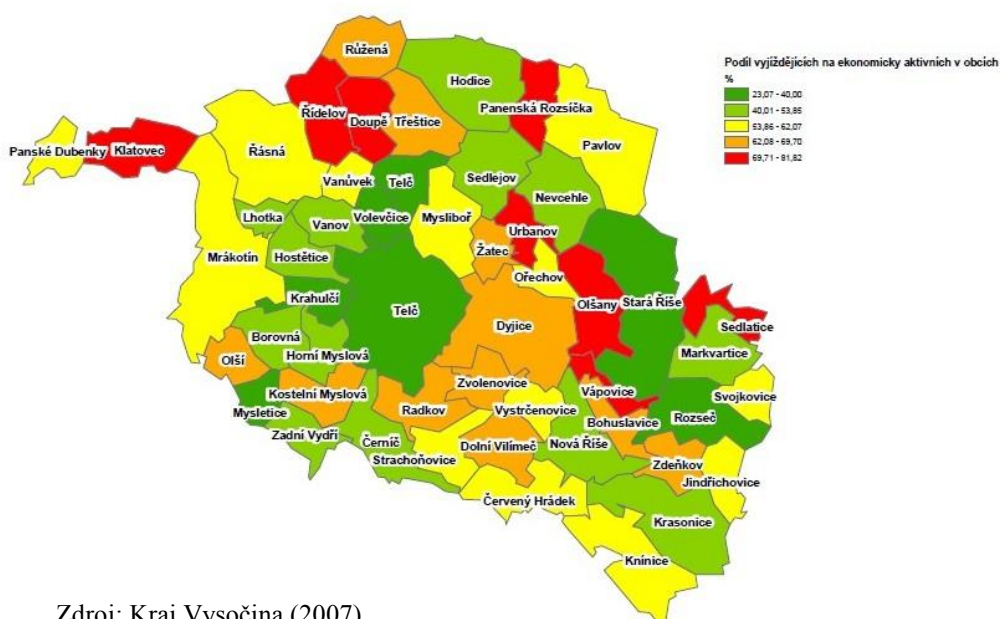 Růžená
Hodice
Panenská Rozsíčka
Řídelov
Doupě
Třeštice
Pavlov
Panské Dubenky
Klatovec
Řásná
Vanůvek
Telč
Sedlejov
Nevcehle
Lhotka
Vanov
Volevčice
Mysliboř
Urbanov
Žatec
Mrákotín
Hostětice
Ořechov
Krahulčí
Telč
Olšany
Stará Říše
Sedlatice
Dyjice
Borovná
Horní Myslová
Markvartice
Olší
Zvolenovice
Kostelní Myslová
Vápovice
Svojkovice
Mysletice
Radkov
Vystrčenovice
Bohuslavice
Rozseč
Zadní Vydří
Černíč
Dolní Vilímeč
Nová Říše
Strachoňovice
Zdeňkov
Jindřichovice
Červený Hrádek
Krasonice
Knínice
Podíl vyjíždějících na ekonomicky aktivních v obcích
%
23,07 - 40,00
40,01 - 53,85
53,86 - 62,07
62,08 - 69,70
69,71 - 81,82
Zdroj: Kraj Vysočina (2007)